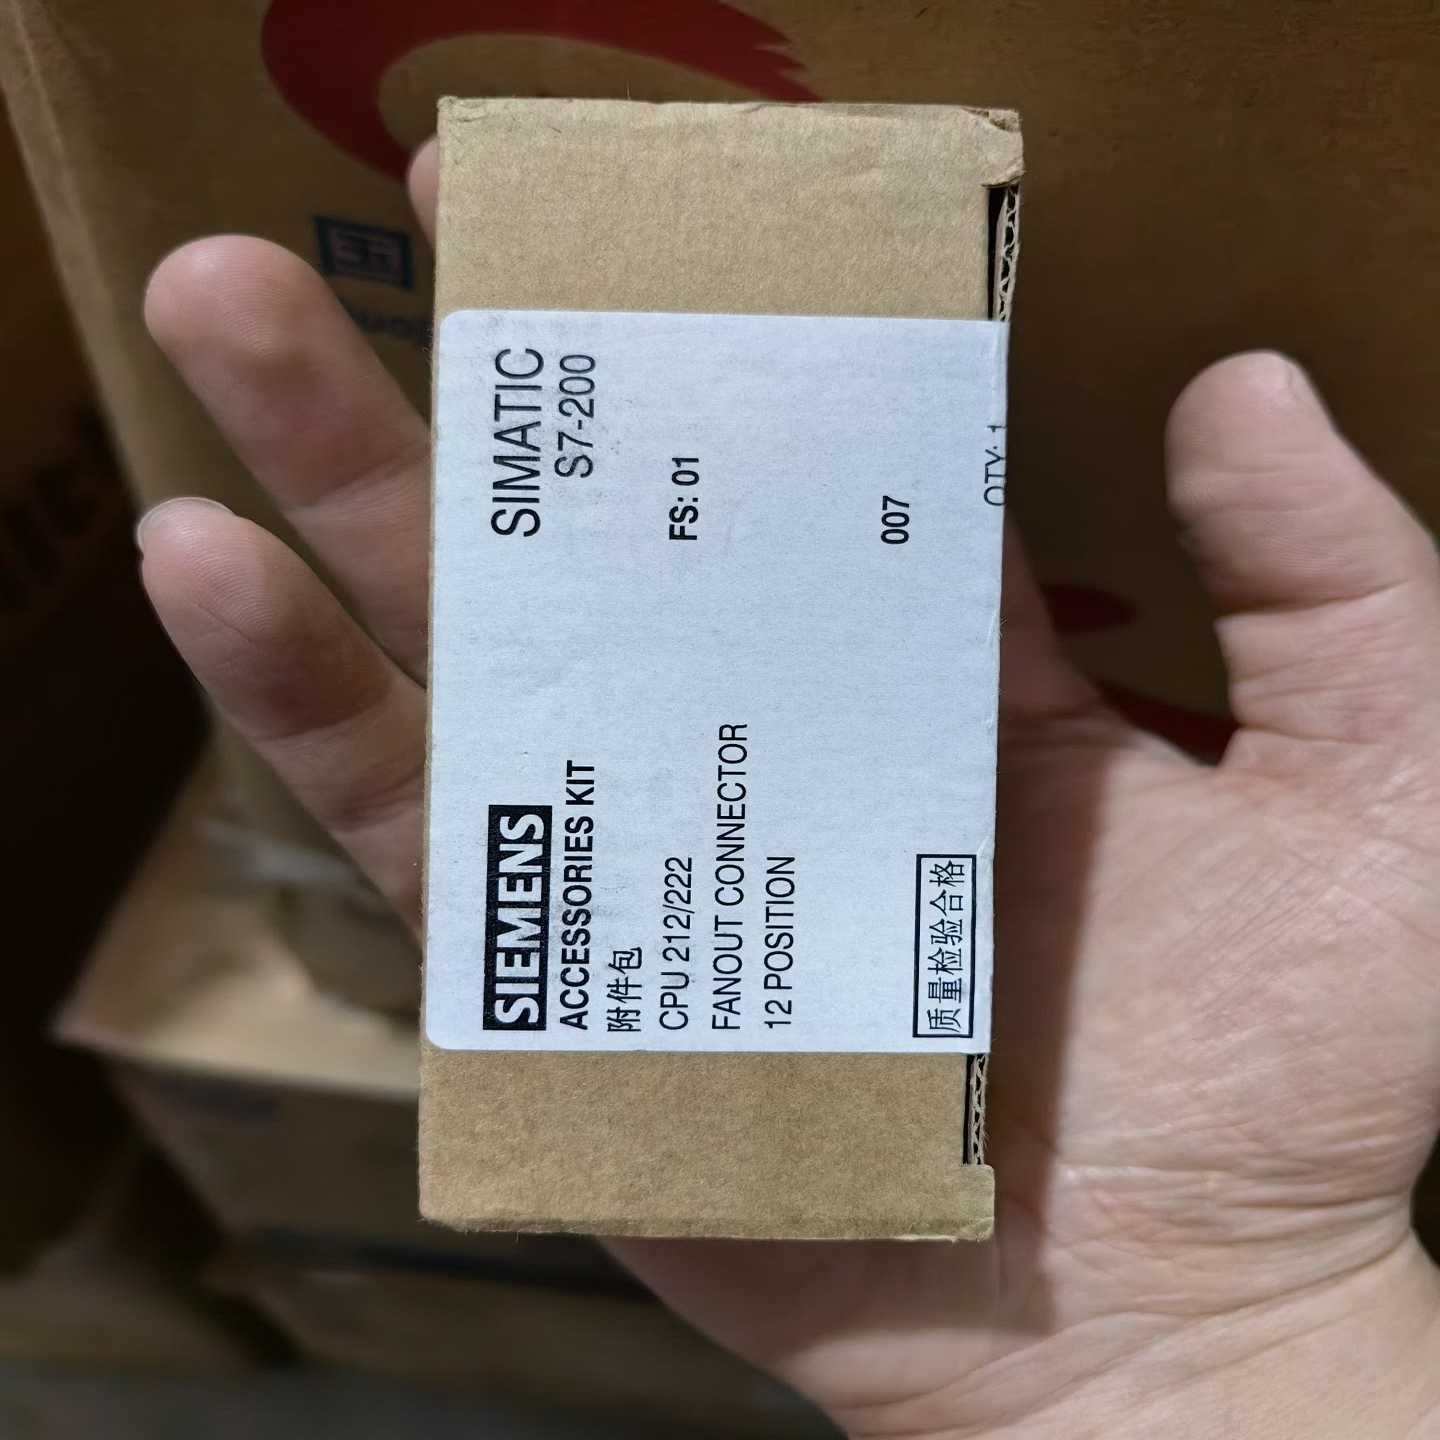 SIEMENS
SIMATIC
S7-200
ACCESSORIES KIT
附件包
CPU 212/222
FS: 01
FANOUT CONNECTOR
12 POSITION
007
质量检验合格
QTY: 1